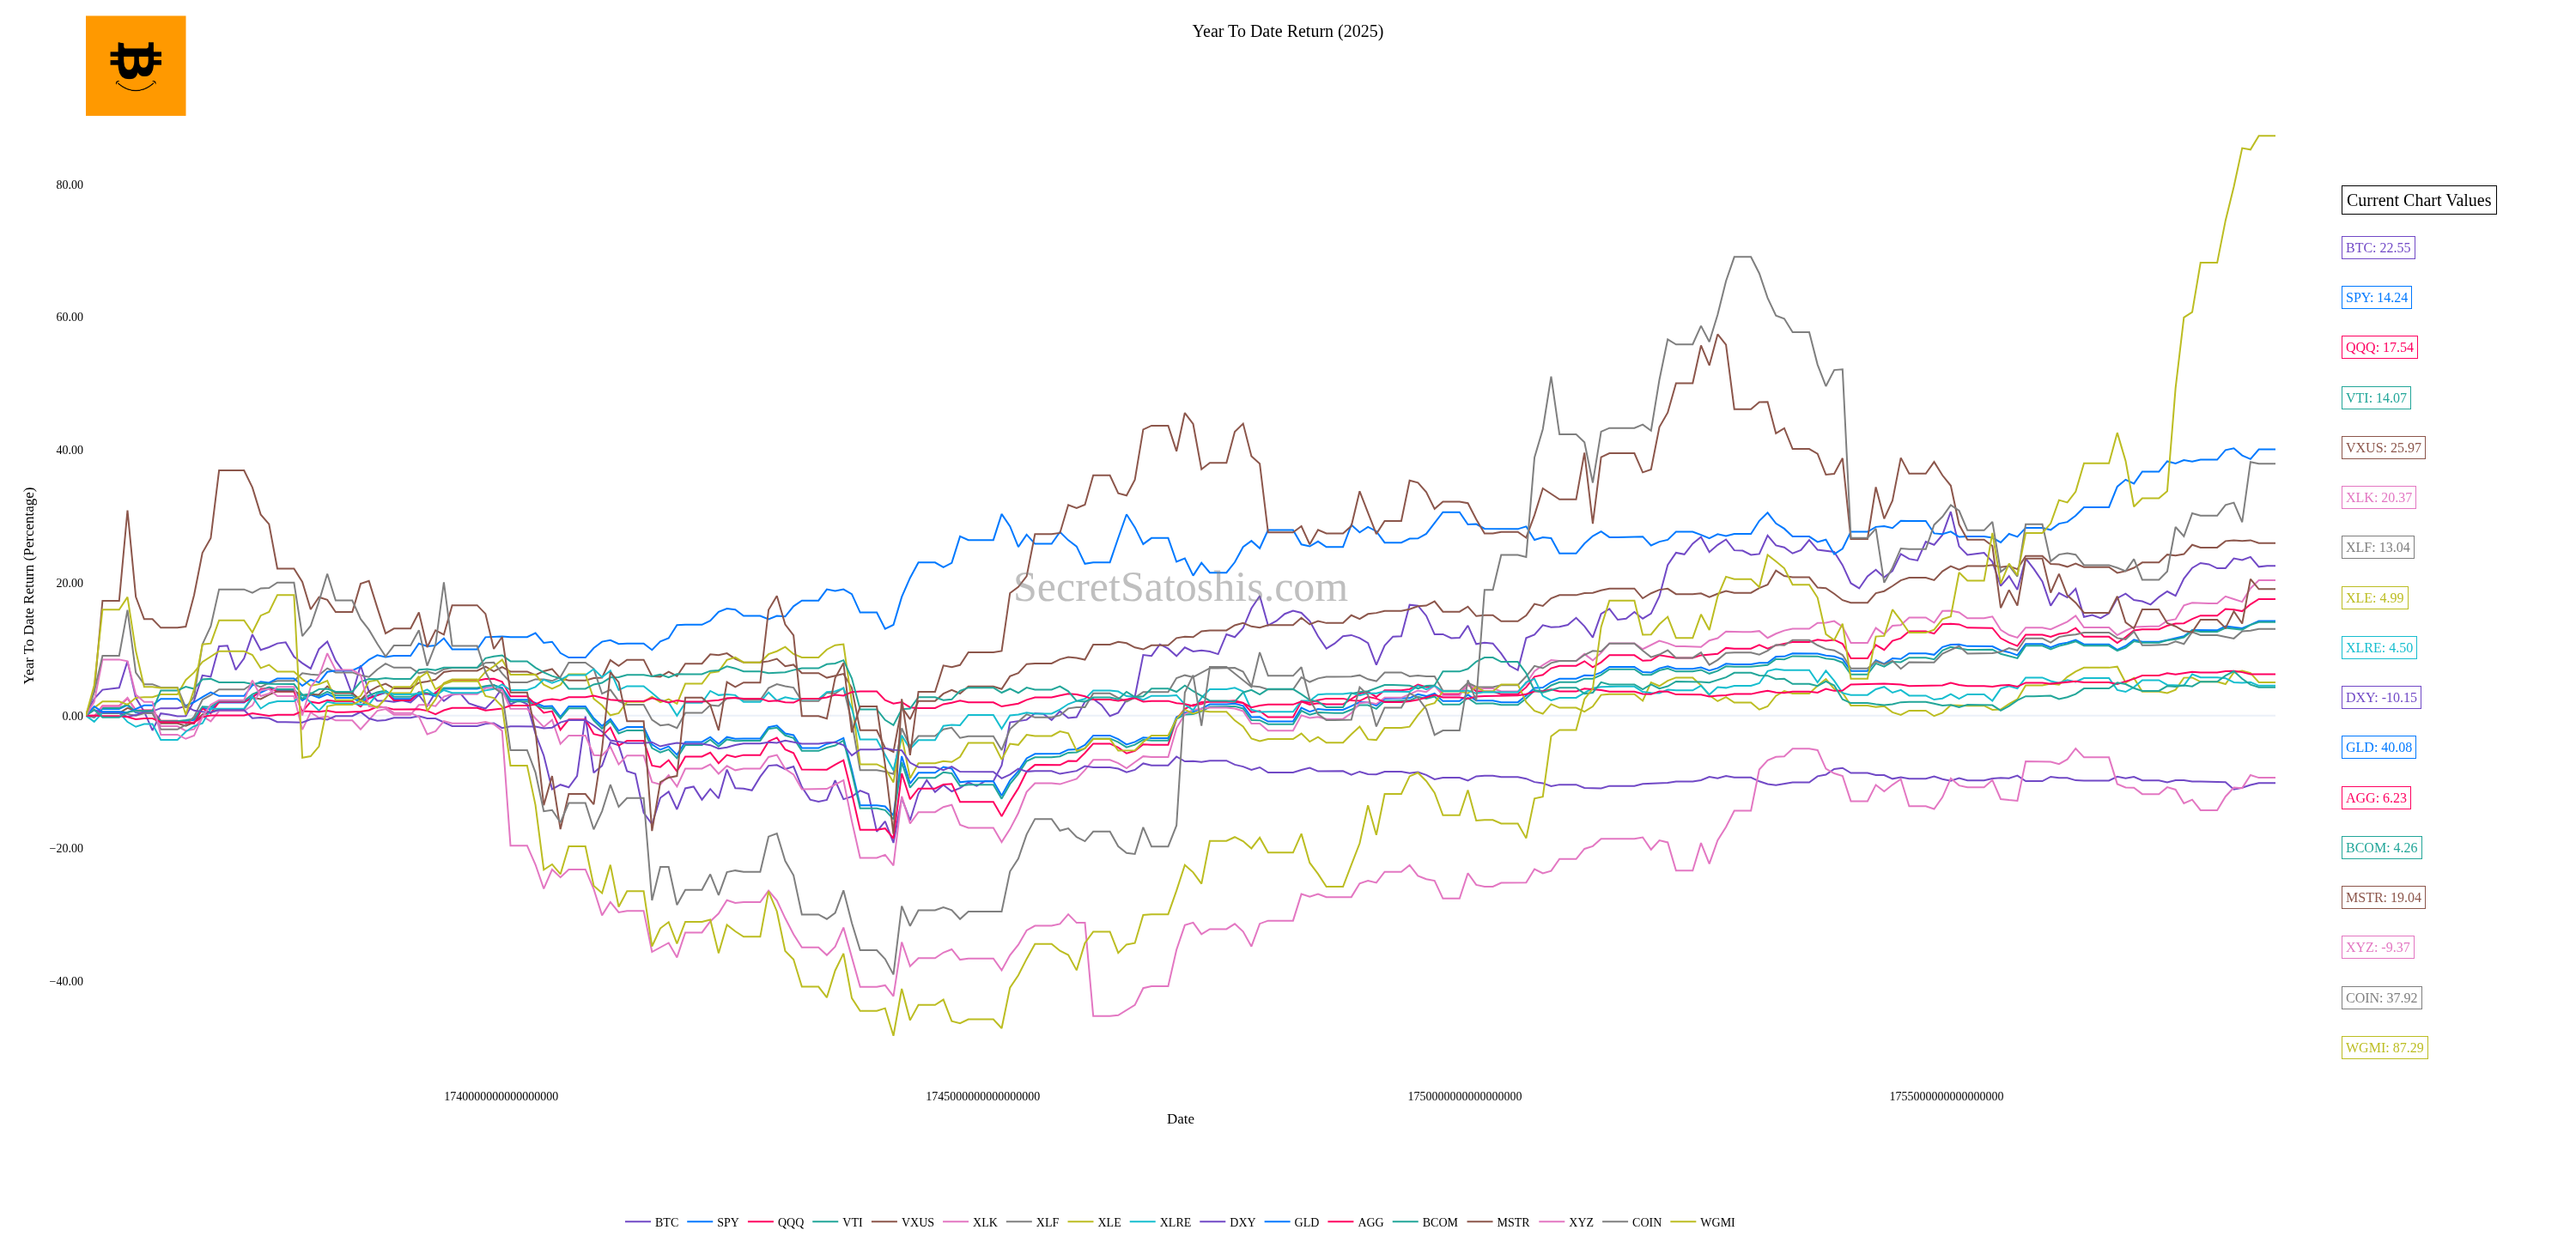 Year To Date Return (2025)
80.00
60.00
40.00
20.00
0.00
−20.00
−40.00
Year To Date Return (Percentage)
SecretSatoshis.com
Current Chart Values
BTC: 22.55
SPY: 14.24
QQQ: 17.54
VTI: 14.07
VXUS: 25.97
XLK: 20.37
XLF: 13.04
XLE: 4.99
XLRE: 4.50
DXY: -10.15
GLD: 40.08
AGG: 6.23
BCOM: 4.26
MSTR: 19.04
XYZ: -9.37
COIN: 37.92
WGMI: 87.29
1740000000000000000 1745000000000000000 1750000000000000000 1755000000000000000
Date
BTC SPY QQQ VTI VXUS XLK XLF XLE XLRE DXY GLD AGG BCOM MSTR XYZ COIN WGMI